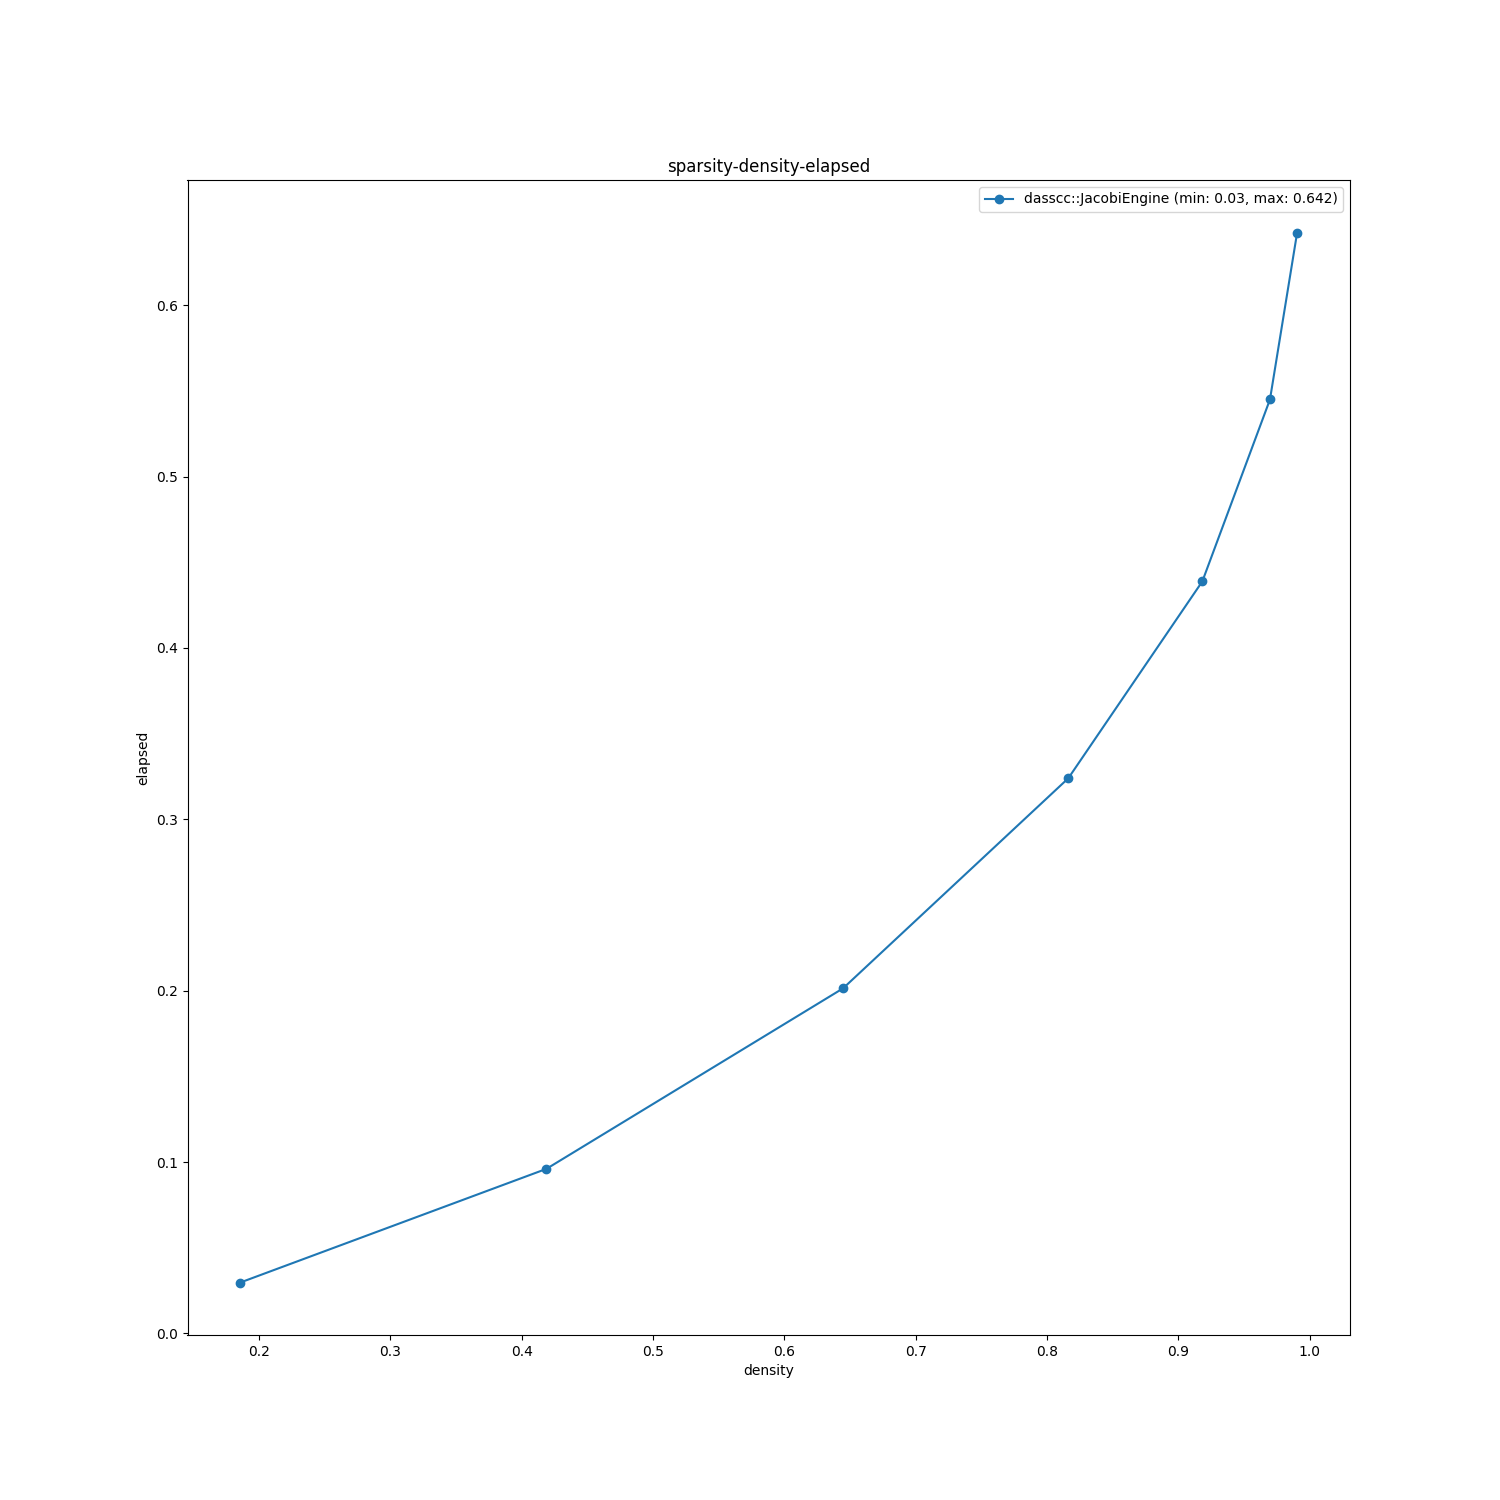 sparsity-density-elapsed
dasscc::JacobiEngine (min: 0.03, max: 0.642)
0.6
0.5
0.4
elapsed
0.3
0.2
0.1
0.0
0.2 0.3 0.4 0.5 0.6 0.7 0.8 0.9 1.0
density